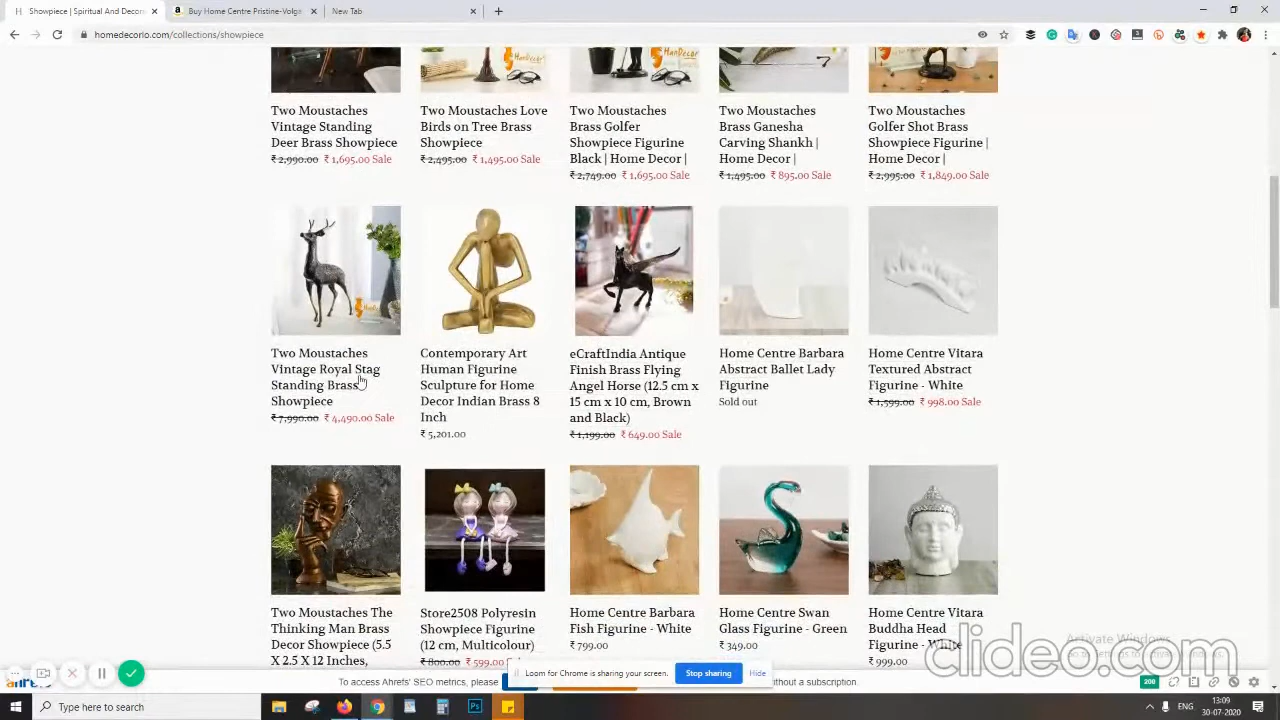 Showpiece | Spiritual And Decora
Buy Home Centre Pristine-Volga
New Tab
homedecorlo.com/collections/showpiece
Two Moustaches Vintage Standing Deer Brass Showpiece
₹ 2,990.00 ₹ 1,695.00 Sale
Two Moustaches Love Birds on Tree Brass Showpiece
₹ 2,495.00 ₹ 1,495.00 Sale
Two Moustaches Brass Golfer Showpiece Figurine Black | Home Decor |
₹ 2,749.00 ₹ 1,695.00 Sale
Two Moustaches Brass Ganesha Carving Shankh | Home Decor |
₹ 1,495.00 ₹ 895.00 Sale
Two Moustaches Golfer Shot Brass Showpiece Figurine | Home Decor |
₹ 2,995.00 ₹ 1,849.00 Sale
Two Moustaches Vintage Royal Stag Standing Brass Showpiece
₹ 7,990.00 ₹ 4,490.00 Sale
Contemporary Art Human Figurine Sculpture for Home Decor Indian Brass 8 Inch
₹ 5,201.00
eCraftIndia Antique Finish Brass Flying Angel Horse (12.5 cm x 15 cm x 10 cm, Brown and Black)
₹ 1,199.00 ₹ 649.00 Sale
Home Centre Barbara Abstract Ballet Lady Figurine
Sold out
Home Centre Vitara Textured Abstract Figurine - White
₹ 1,599.00 ₹ 998.00 Sale
Two Moustaches The Thinking Man Brass Decor Showpiece (5.5 X 2.5 X 12 Inches,
Store2508 Polyresin Showpiece Figurine (12 cm, Multicolour)
₹ 800.00 ₹ 599.00 Sale
Home Centre Barbara Fish Figurine - White
₹ 799.00
Home Centre Swan Glass Figurine - Green
₹ 349.00
Home Centre Vitara Buddha Head Figurine - White
₹ 999.00
Activate Windows
clideo.com
To access Ahrefs' SEO metrics, please
Loom for Chrome is sharing your screen.
Stop sharing
Hide
without a subscription.
200
Type here to search
ENG
13:09
30-07-2020